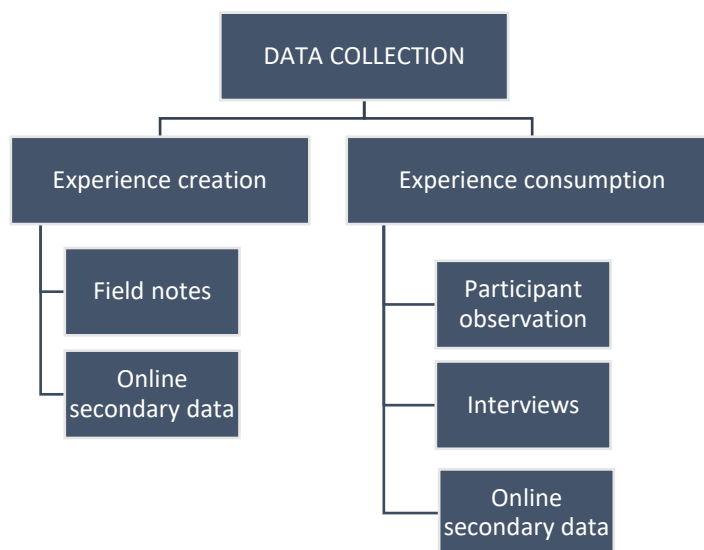 DATA COLLECTION
Experience creation
Field notes
Online
secondary data
Experience consumption
Participant
observation
Interviews
Online
secondary data